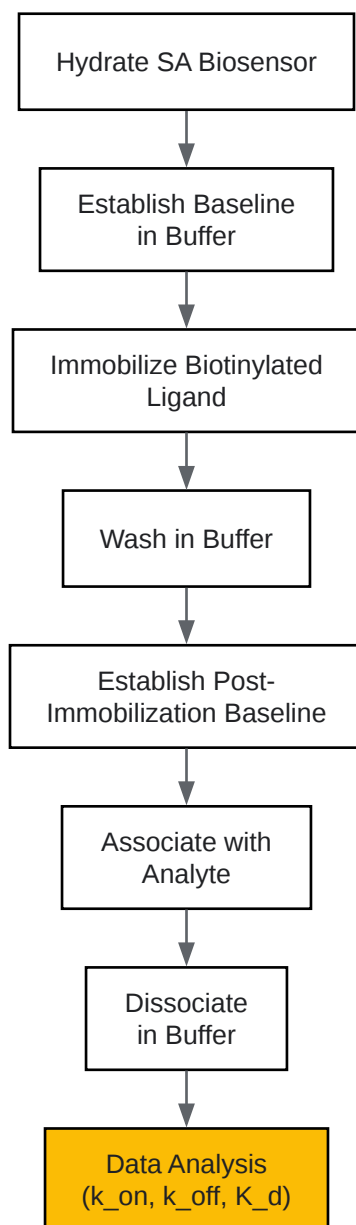 Hydrate SA Biosensor
Establish Baseline
in Buffer
Immobilize Biotinylated
Ligand
Wash in Buffer
Establish Post-
Immobilization Baseline
Associate with
Analyte
Dissociate
in Buffer
Data Analysis
(k_on, k_off, K_d)